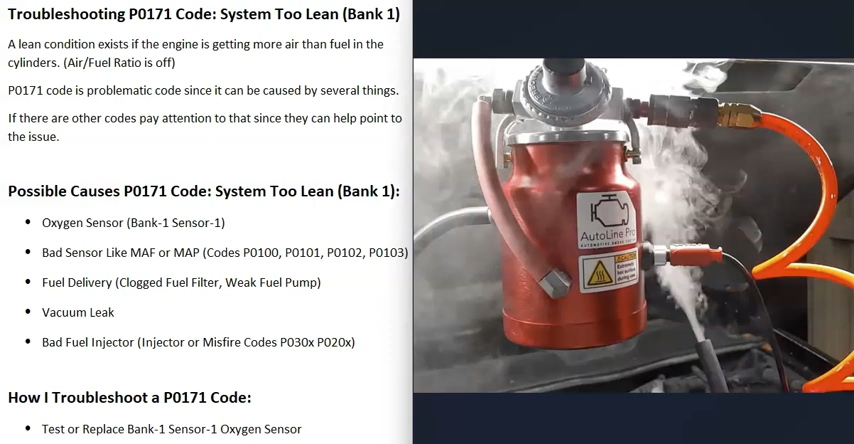 Troubleshooting P0171 Code: System Too Lean (Bank 1)
A lean condition exists if the engine is getting more air than fuel in the
cylinders. (Air/Fuel Ratio is off)
P0171 code is problematic code since it can be caused by several things.
If there are other codes pay attention to that since they can help point to
the issue.
Possible Causes P0171 Code: System Too Lean (Bank 1):
• Oxygen Sensor (Bank-1 Sensor-1)
• Bad Sensor Like MAF or MAP (Codes P0100, P0101, P0102, P0103)
• Fuel Delivery (Clogged Fuel Filter, Weak Fuel Pump)
• Vacuum Leak
• Bad Fuel Injector (Injector or Misfire Codes P030x P020x)
How I Troubleshoot a P0171 Code:
• Test or Replace Bank-1 Sensor-1 Oxygen Sensor
AutoLine Pro
CAUTION
Extremely
hot surface
during use